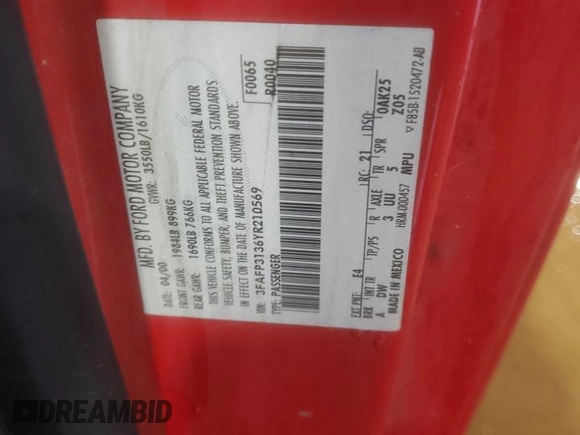 MFD. BY FORD MOTOR COMPANY
DATE: 04/00 GVWR: 3550LB/1610KG
FRONT GAWR: 1984LB 899KG
REAR GAWR: 1690LB 766KG
THIS VEHICLE CONFORMS TO ALL APPLICABLE FEDERAL MOTOR
VEHICLE SAFETY, BUMPER, AND THEFT PREVENTION STANDARDS
IN EFFECT ON THE DATE OF MANUFACTURE SHOWN ABOVE.
VIN: 3FAFP3136YR210569
TYPE: PASSENGER
F0065
R0040
EXT PNT: E4 RC: 21 DSO:
BRK INT TR TP/PS R AXLE TR SPR 0AK25
A DW 3 UU 5 Z05
MADE IN MEXICO HRM-000457 MPU
▽F85B-1520472-AB
DREAMBID